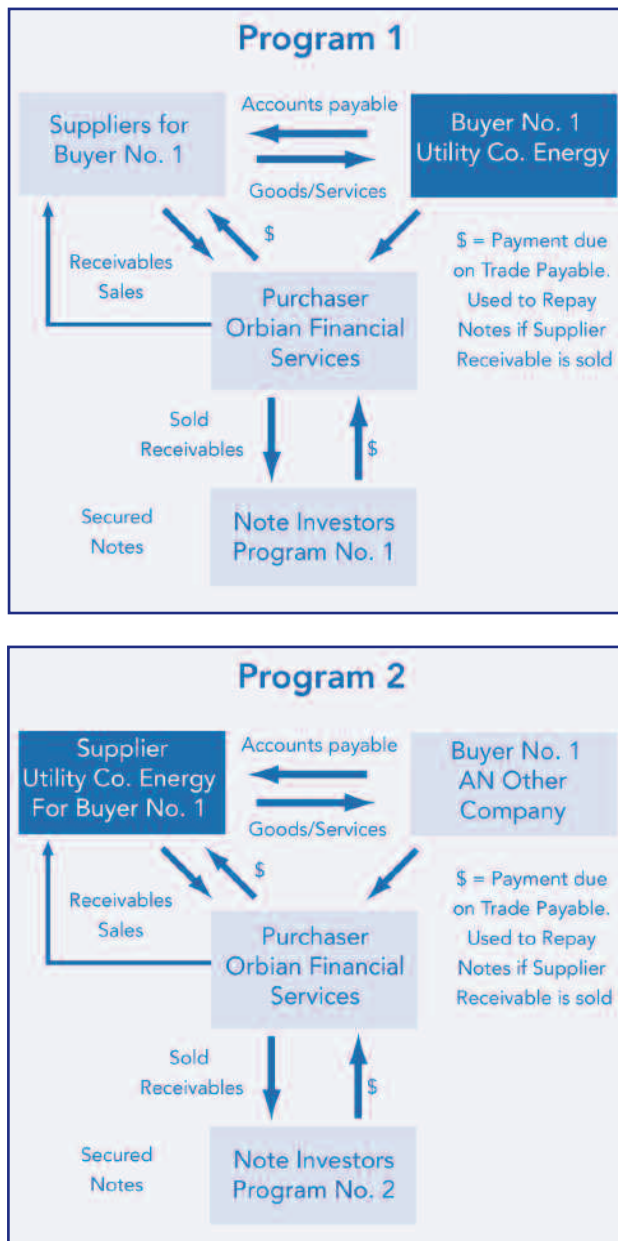 Program 1
Accounts payable
Suppliers for
Buyer No. 1
Buyer No. 1
Utility Co. Energy
Goods/Services
$
Receivables
Sales
$ = Payment due
on Trade Payable.
Used to Repay
Notes if Supplier
Receivable is sold
Purchaser
Orbian Financial
Services
Sold
Receivables
$
Secured
Notes
Note Investors
Program No. 1
Program 2
Supplier
Utility Co. Energy
For Buyer No. 1
Accounts payable
Goods/Services
Buyer No. 1
AN Other
Company
$
Receivables
Sales
$ = Payment due
on Trade Payable.
Used to Repay
Notes if Supplier
Receivable is sold
Purchaser
Orbian Financial
Services
Sold
Receivables
$
Secured
Notes
Note Investors
Program No. 2